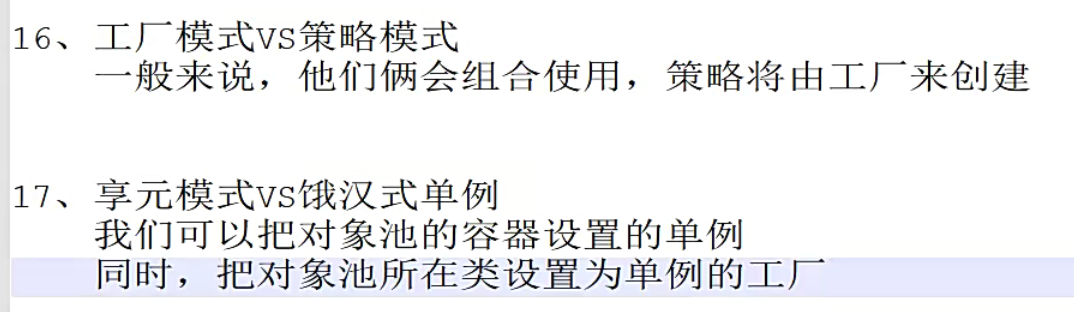 16、工厂模式VS策略模式
一般来说，他们俩会组合使用，策略将由工厂来创建
17、享元模式VS饿汉式单例
我们可以把对象池的容器设置的单例
同时，把对象池所在类设置为单例的工厂